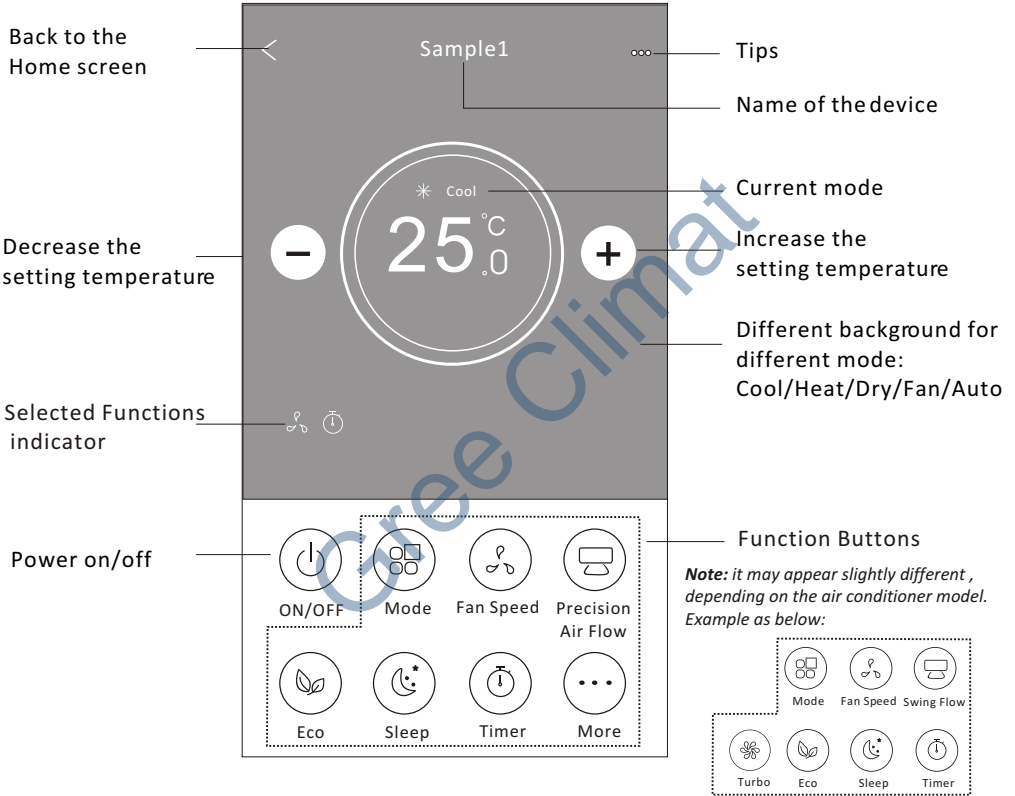 Back to the
Home screen
Sample1
Tips
Name of the device
Cool
Current mode
25.0 °C
Decrease the
setting temperature
−
+
Increase the
setting temperature
Different background for
different mode:
Cool/Heat/Dry/Fan/Auto
Selected Functions
indicator
Gree Climat
Power on/off
ON/OFF
Mode
Fan Speed
Precision
Air Flow
Eco
Sleep
Timer
More
Function Buttons
Note: it may appear slightly different ,
depending on the air conditioner model.
Example as below:
Mode
Fan Speed
Swing Flow
Turbo
Eco
Sleep
Timer